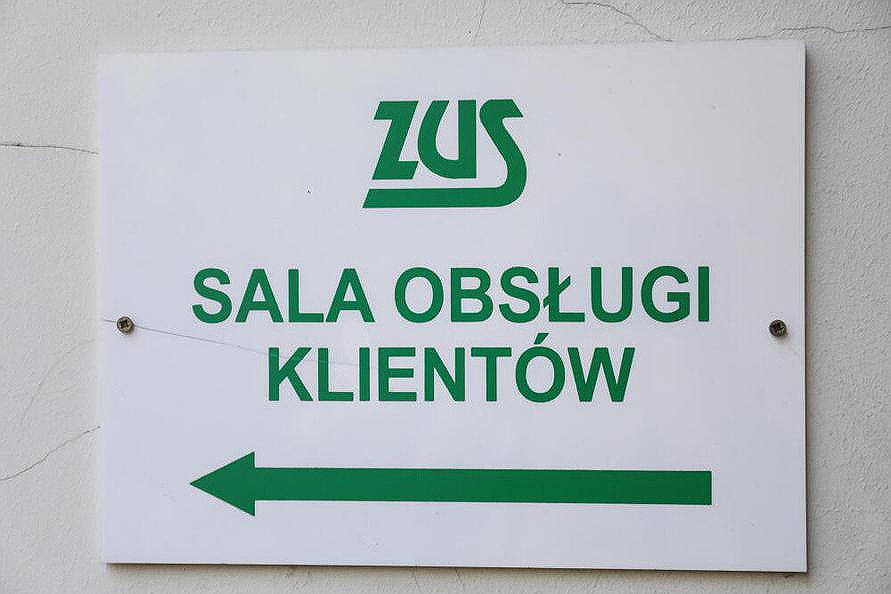 ZUS
SALA OBSŁUGI
KLIENTÓW